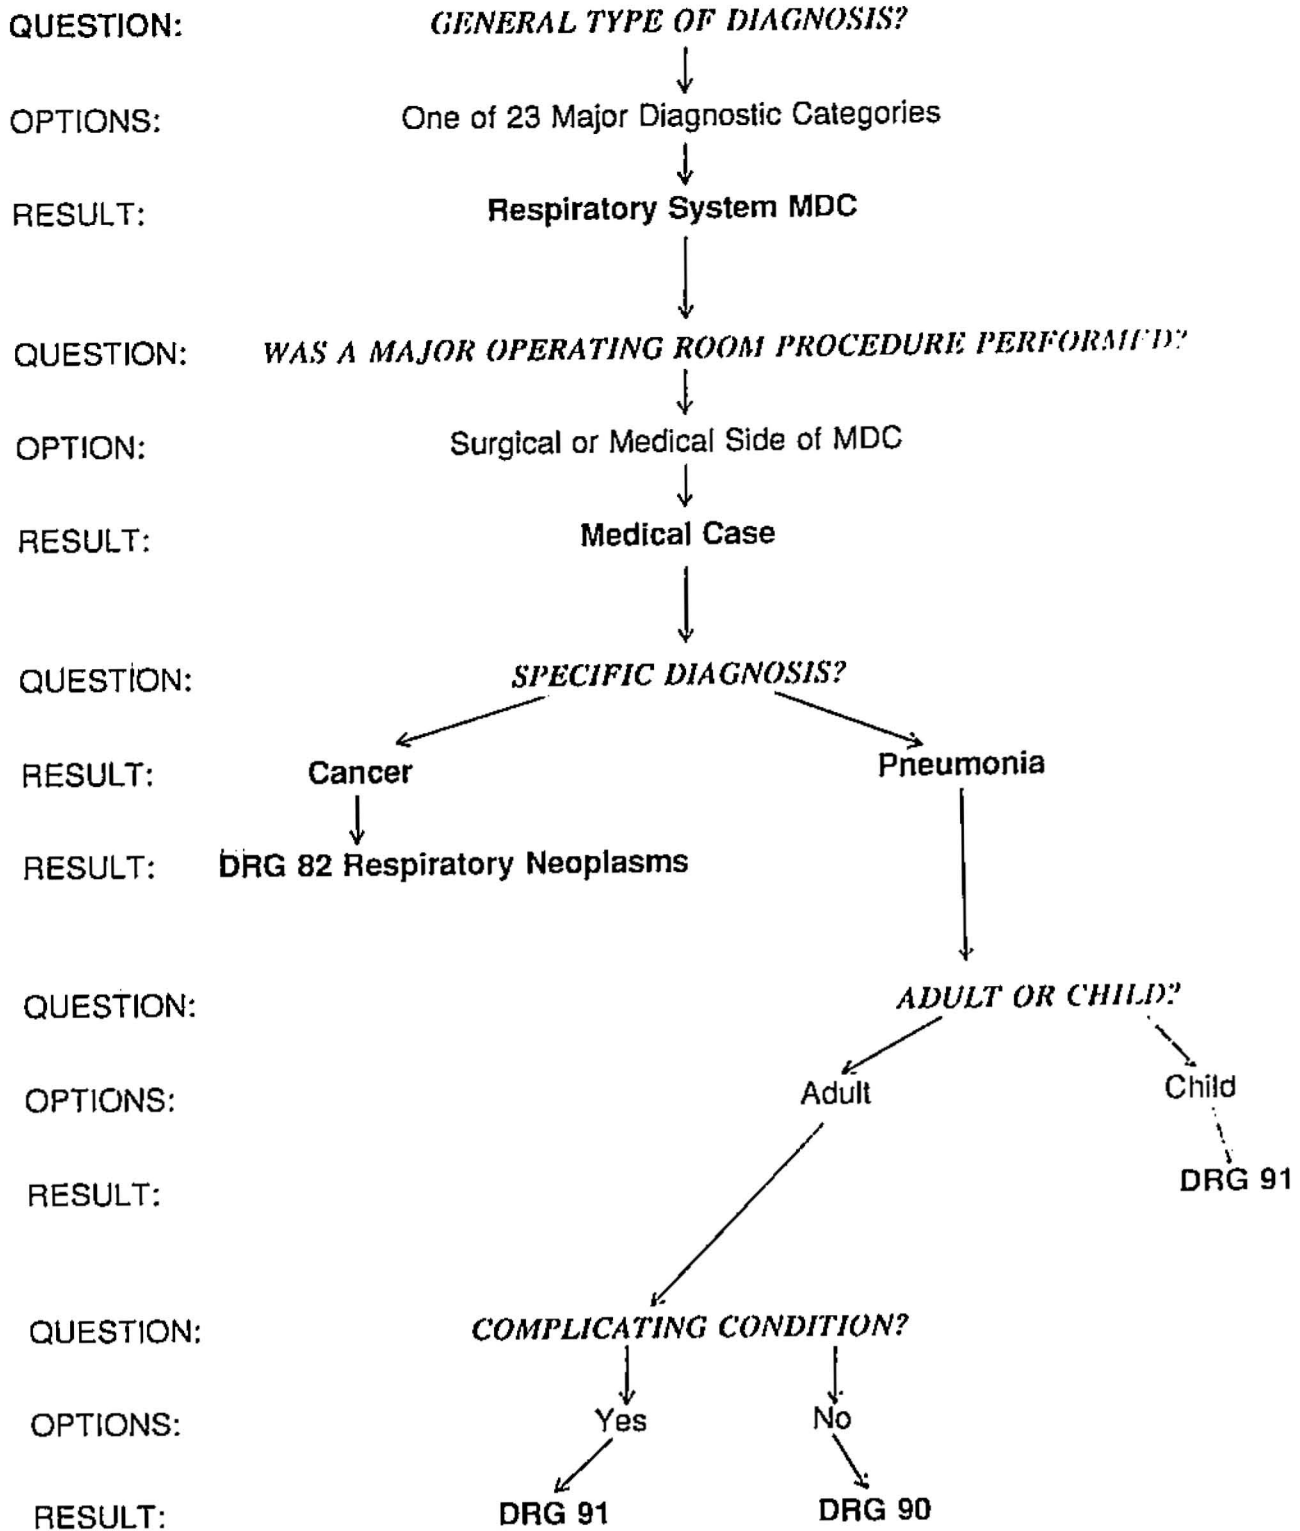 QUESTION: GENERAL TYPE OF DIAGNOSIS?
OPTIONS: One of 23 Major Diagnostic Categories
RESULT: Respiratory System MDC
QUESTION: WAS A MAJOR OPERATING ROOM PROCEDURE PERFORMED?
OPTION: Surgical or Medical Side of MDC
RESULT: Medical Case
QUESTION: SPECIFIC DIAGNOSIS?
RESULT: Cancer Pneumonia
RESULT: DRG 82 Respiratory Neoplasms
QUESTION: ADULT OR CHILD?
OPTIONS: Adult Child
RESULT: DRG 91
QUESTION: COMPLICATING CONDITION?
OPTIONS: Yes No
RESULT: DRG 91 DRG 90